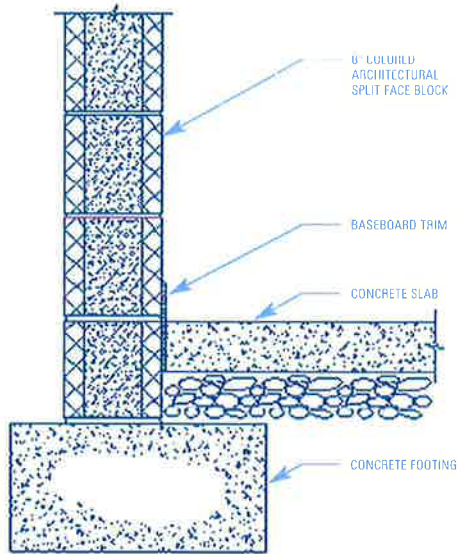 COLORED
ARCHITECTURAL
SPLIT FACE BLOCK
BASEBOARD TRIM
CONCRETE SLAB
CONCRETE FOOTING